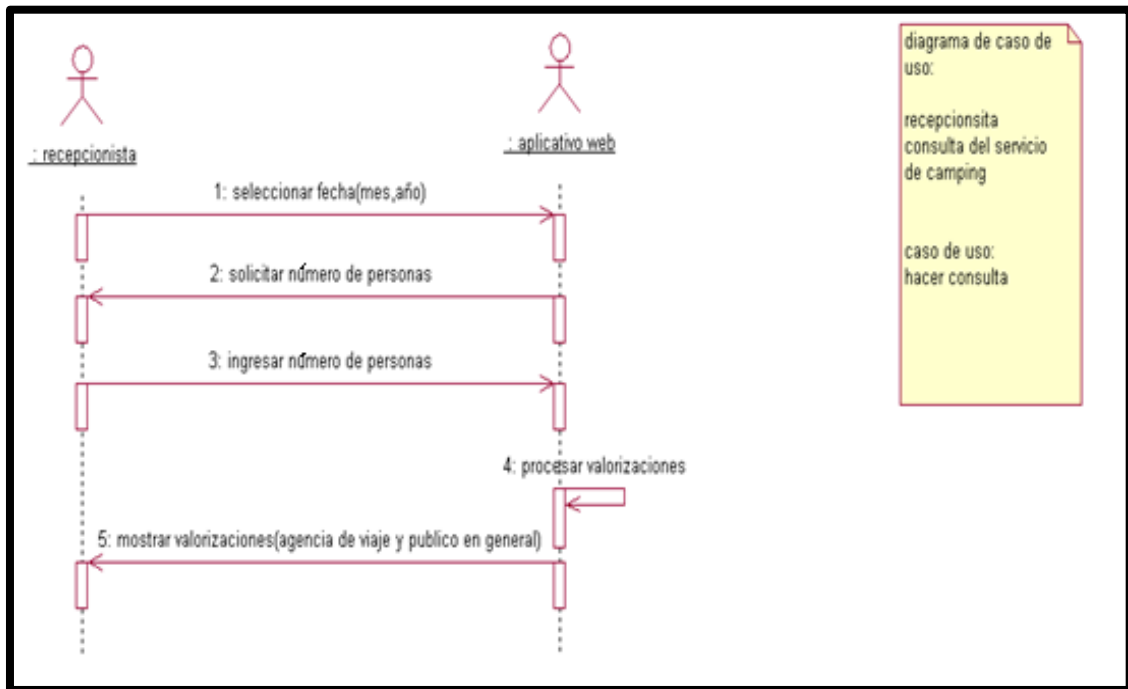 : recepcionista
: aplicativo web
1: seleccionar fecha(mes,año)
2: solicitar número de personas
3: ingresar número de personas
4: procesar valorizaciones
5: mostrar valorizaciones(agencia de viaje y publico en general)
diagrama de caso de
uso:
recepcionsita
consulta del servicio
de camping
caso de uso:
hacer consulta